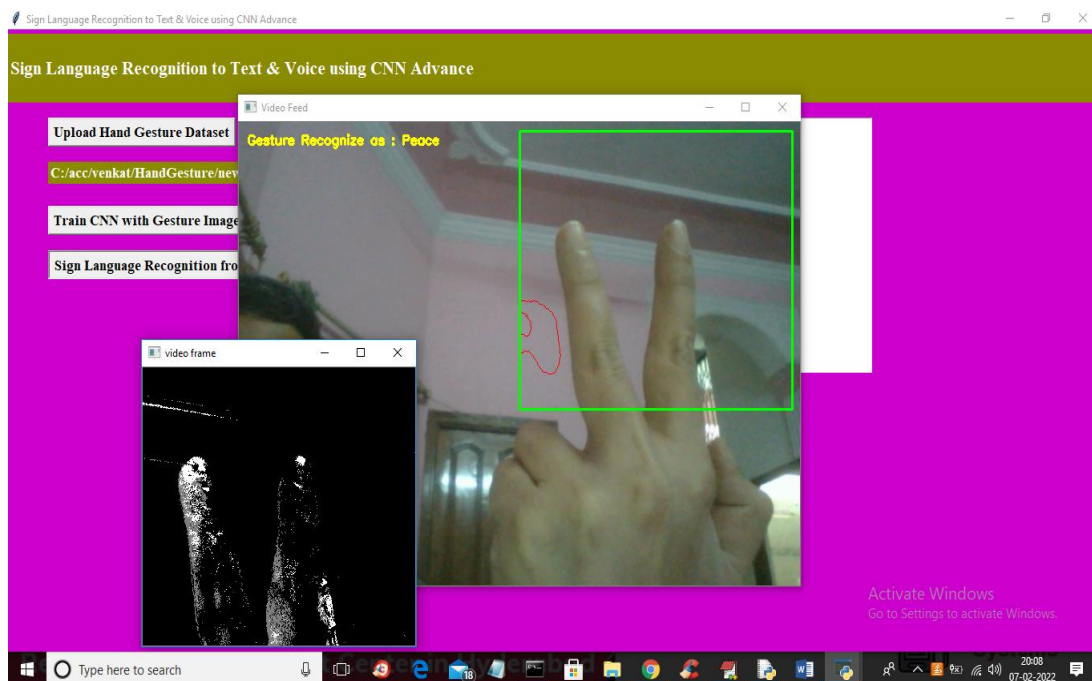 Sign Language Recognition to Text & Voice using CNN Advance
Sign Language Recognition to Text & Voice using CNN Advance
Video Feed
Upload Hand Gesture Dataset
Gesture Recognize as : Peace
C:/acc/venkat/HandGesture/new
Train CNN with Gesture Image
Sign Language Recognition fro
video frame
Activate Windows
Go to Settings to activate Windows.
Type here to search
18
20:08
07-02-2022